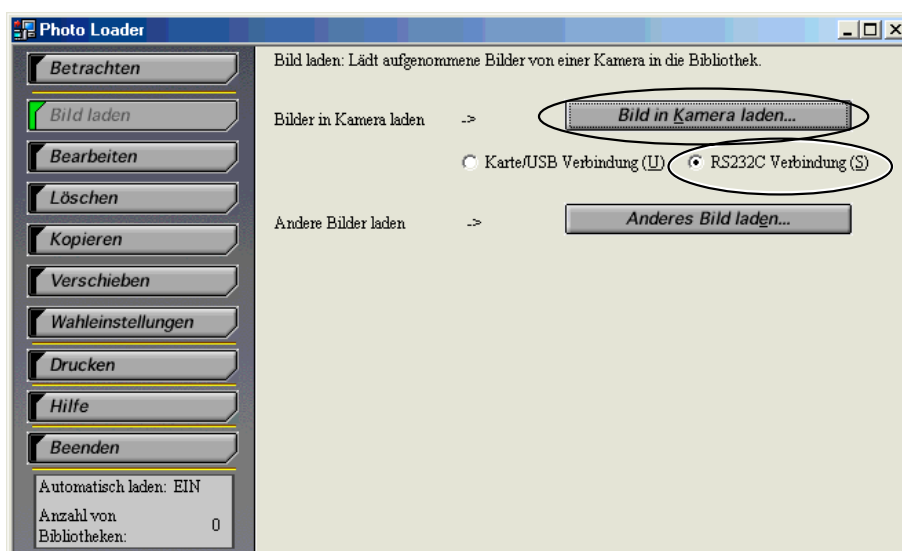 Photo Loader
Betrachten
Bild laden
Bearbeiten
Löschen
Kopieren
Verschieben
Wahleinstellungen
Drucken
Hilfe
Beenden
Automatisch laden: EIN
Anzahl von
Bibliotheken: 0
Bild laden: Lädt aufgenommene Bilder von einer Kamera in die Bibliothek.
Bilder in Kamera laden -> Bild in Kamera laden...
Karte/USB Verbindung (U) RS232C Verbindung (S)
Andere Bilder laden -> Anderes Bild laden...